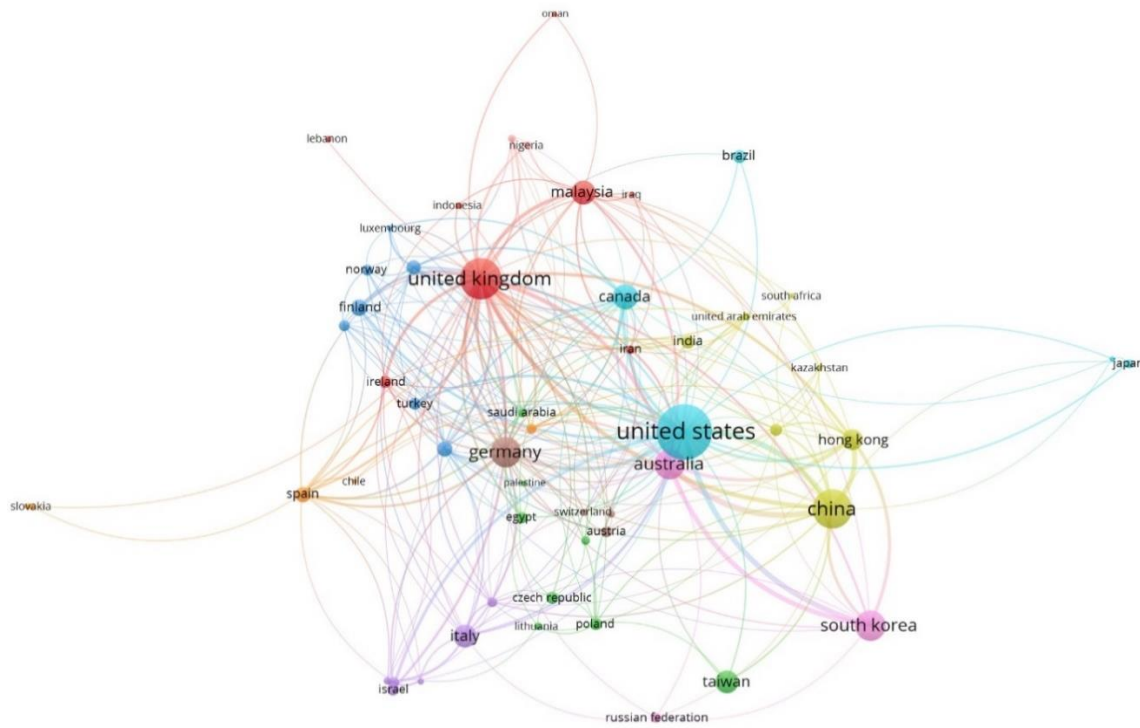 oman
lebanon
nigeria
brazil
malaysia
iraq
indonesia
luxembourg
norway
united kingdom
canada
south africa
finland
united arab emirates
india
iran
kazakhstan
japan
ireland
turkey
saudi arabia
united states
hong kong
germany
australia
chile
palestine
spain
slovakia
china
switzerland
egypt
austria
czech republic
lithuania
poland
south korea
italy
taiwan
israel
russian federation